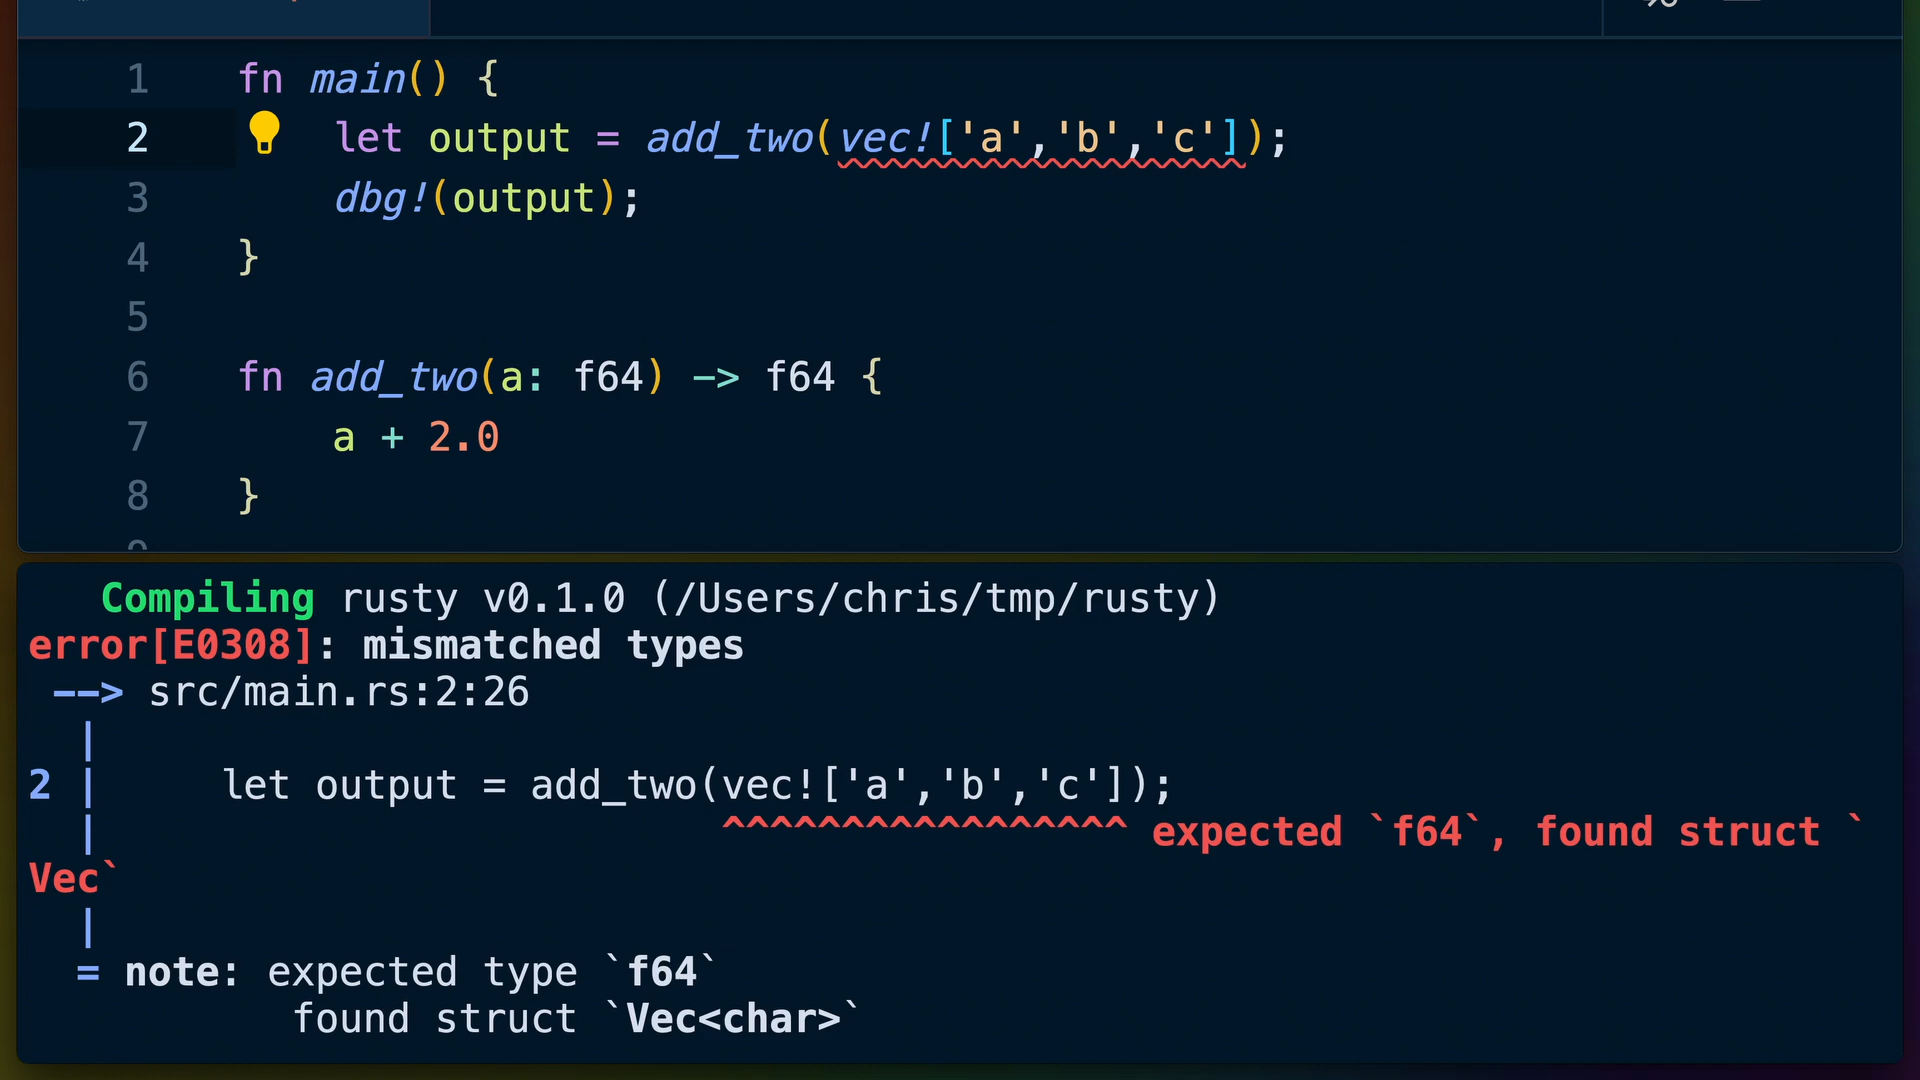 1 fn main() {
2 let output = add_two(vec!['a','b','c']);
3 dbg!(output);
4 }
5
6 fn add_two(a: f64) -> f64 {
7 a + 2.0
8 }
Compiling rusty v0.1.0 (/Users/chris/tmp/rusty)
error[E0308]: mismatched types
--> src/main.rs:2:26
|
2 | let output = add_two(vec!['a','b','c']);
| ^^^^^^^^^^^^^^^^^ expected `f64`, found struct `
Vec`
|
= note: expected type `f64`
found struct `Vec<char>`